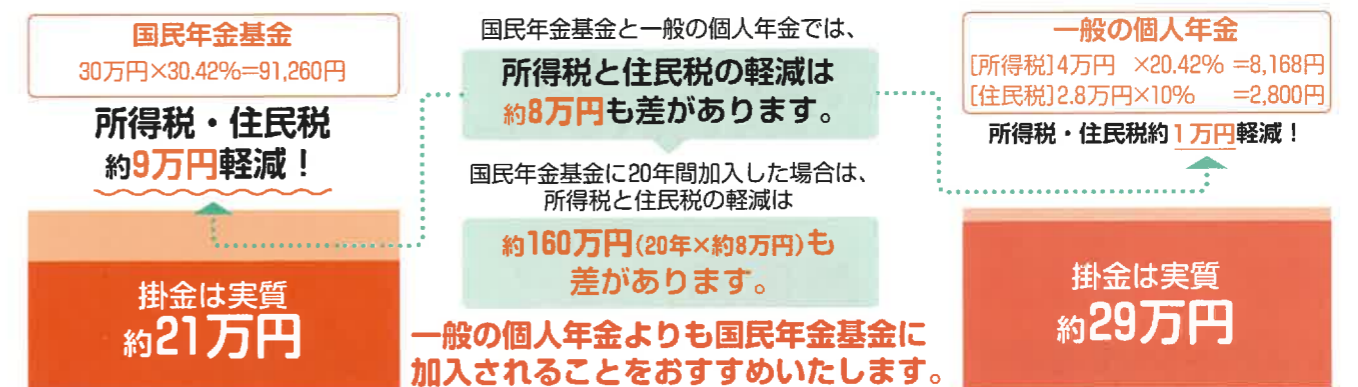 国民年金基金
30万円×30.42%=91,260円
所得税・住民税
約9万円軽減！
掛金は実質
約21万円
国民年金基金と一般の個人年金では、
所得税と住民税の軽減は
約8万円も差があります。
国民年金基金に20年間加入した場合は、
所得税と住民税の軽減は
約160万円(20年×約8万円)も
差があります。
一般の個人年金よりも国民年金基金に
加入されることをおすすめいたします。
一般の個人年金
[所得税]4万円 ×20.42% =8,168円
[住民税]2.8万円×10% =2,800円
所得税・住民税約1万円軽減！
掛金は実質
約29万円